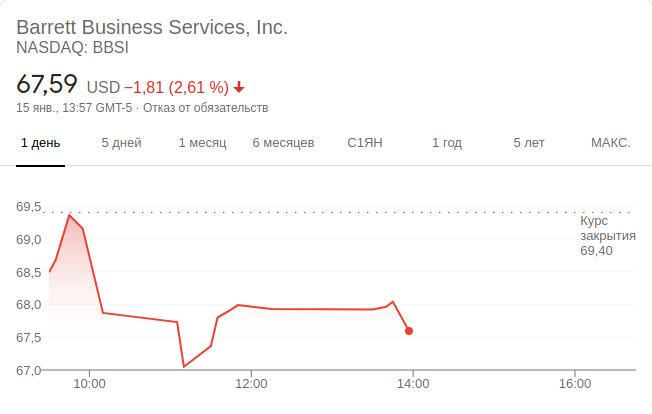 Barrett Business Services, Inc.
NASDAQ: BBSI
67,59 USD −1,81 (2,61 %)
15 янв., 13:57 GMT-5 · Отказ от обязательств
1 день 5 дней 1 месяц 6 месяцев С1ЯН 1 год 5 лет МАКС.
69,5
69,0
68,5
68,0
67,5
67,0
Курс
закрытия
69,40
10:00 12:00 14:00 16:00